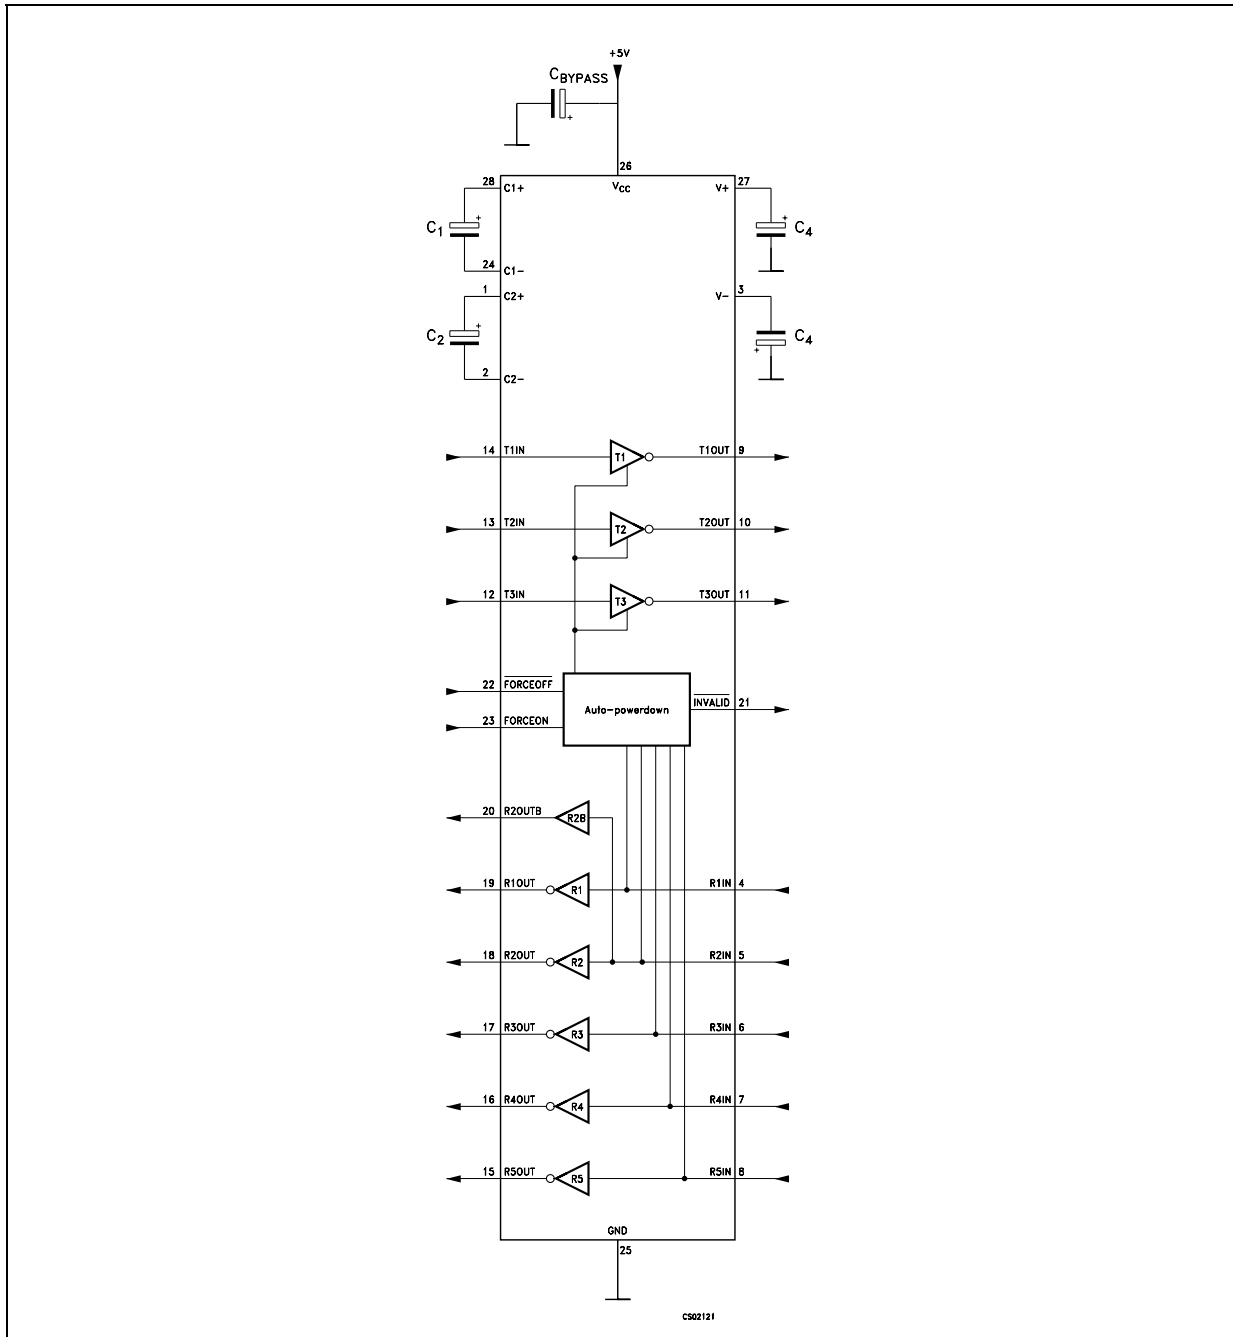 +5V
CBYPASS
+
26
28 C1+ VCC V+ 27
C1 + + C4
24 C1-
1 C2+ V- 3
C2 + C4
+
2 C2-
14 T1IN T1 T1OUT 9
13 T2IN T2 T2OUT 10
12 T3IN T3 T3OUT 11
22 FORCEOFF
Auto-powerdown INVALID 21
23 FORCEON
20 R2OUTB R2B
19 R1OUT R1 R1IN 4
18 R2OUT R2 R2IN 5
17 R3OUT R3 R3IN 6
16 R4OUT R4 R4IN 7
15 R5OUT R5 R5IN 8
GND
25
CS02121